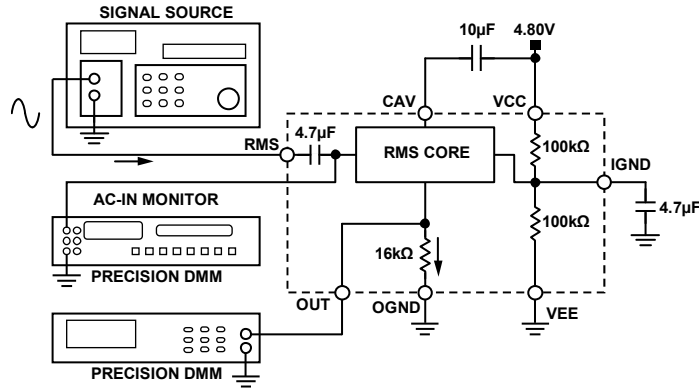 SIGNAL SOURCE
10µF
4.80V
CAV
VCC
4.7µF
RMS
RMS CORE
100kΩ
IGND
AC-IN MONITOR
4.7µF
100kΩ
16kΩ
PRECISION DMM
OUT
OGND
VEE
PRECISION DMM